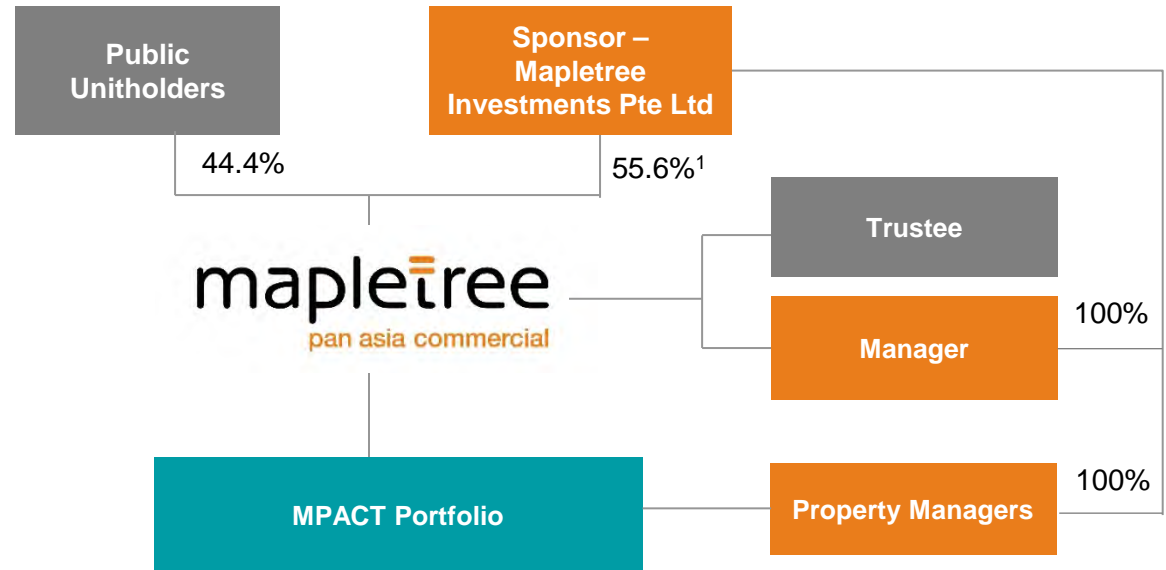 Public
Unitholders
Sponsor –
Mapletree
Investments Pte Ltd
44.4%
55.6%¹
mapletree
pan asia commercial
Trustee
Manager
100%
MPACT Portfolio
Property Managers
100%